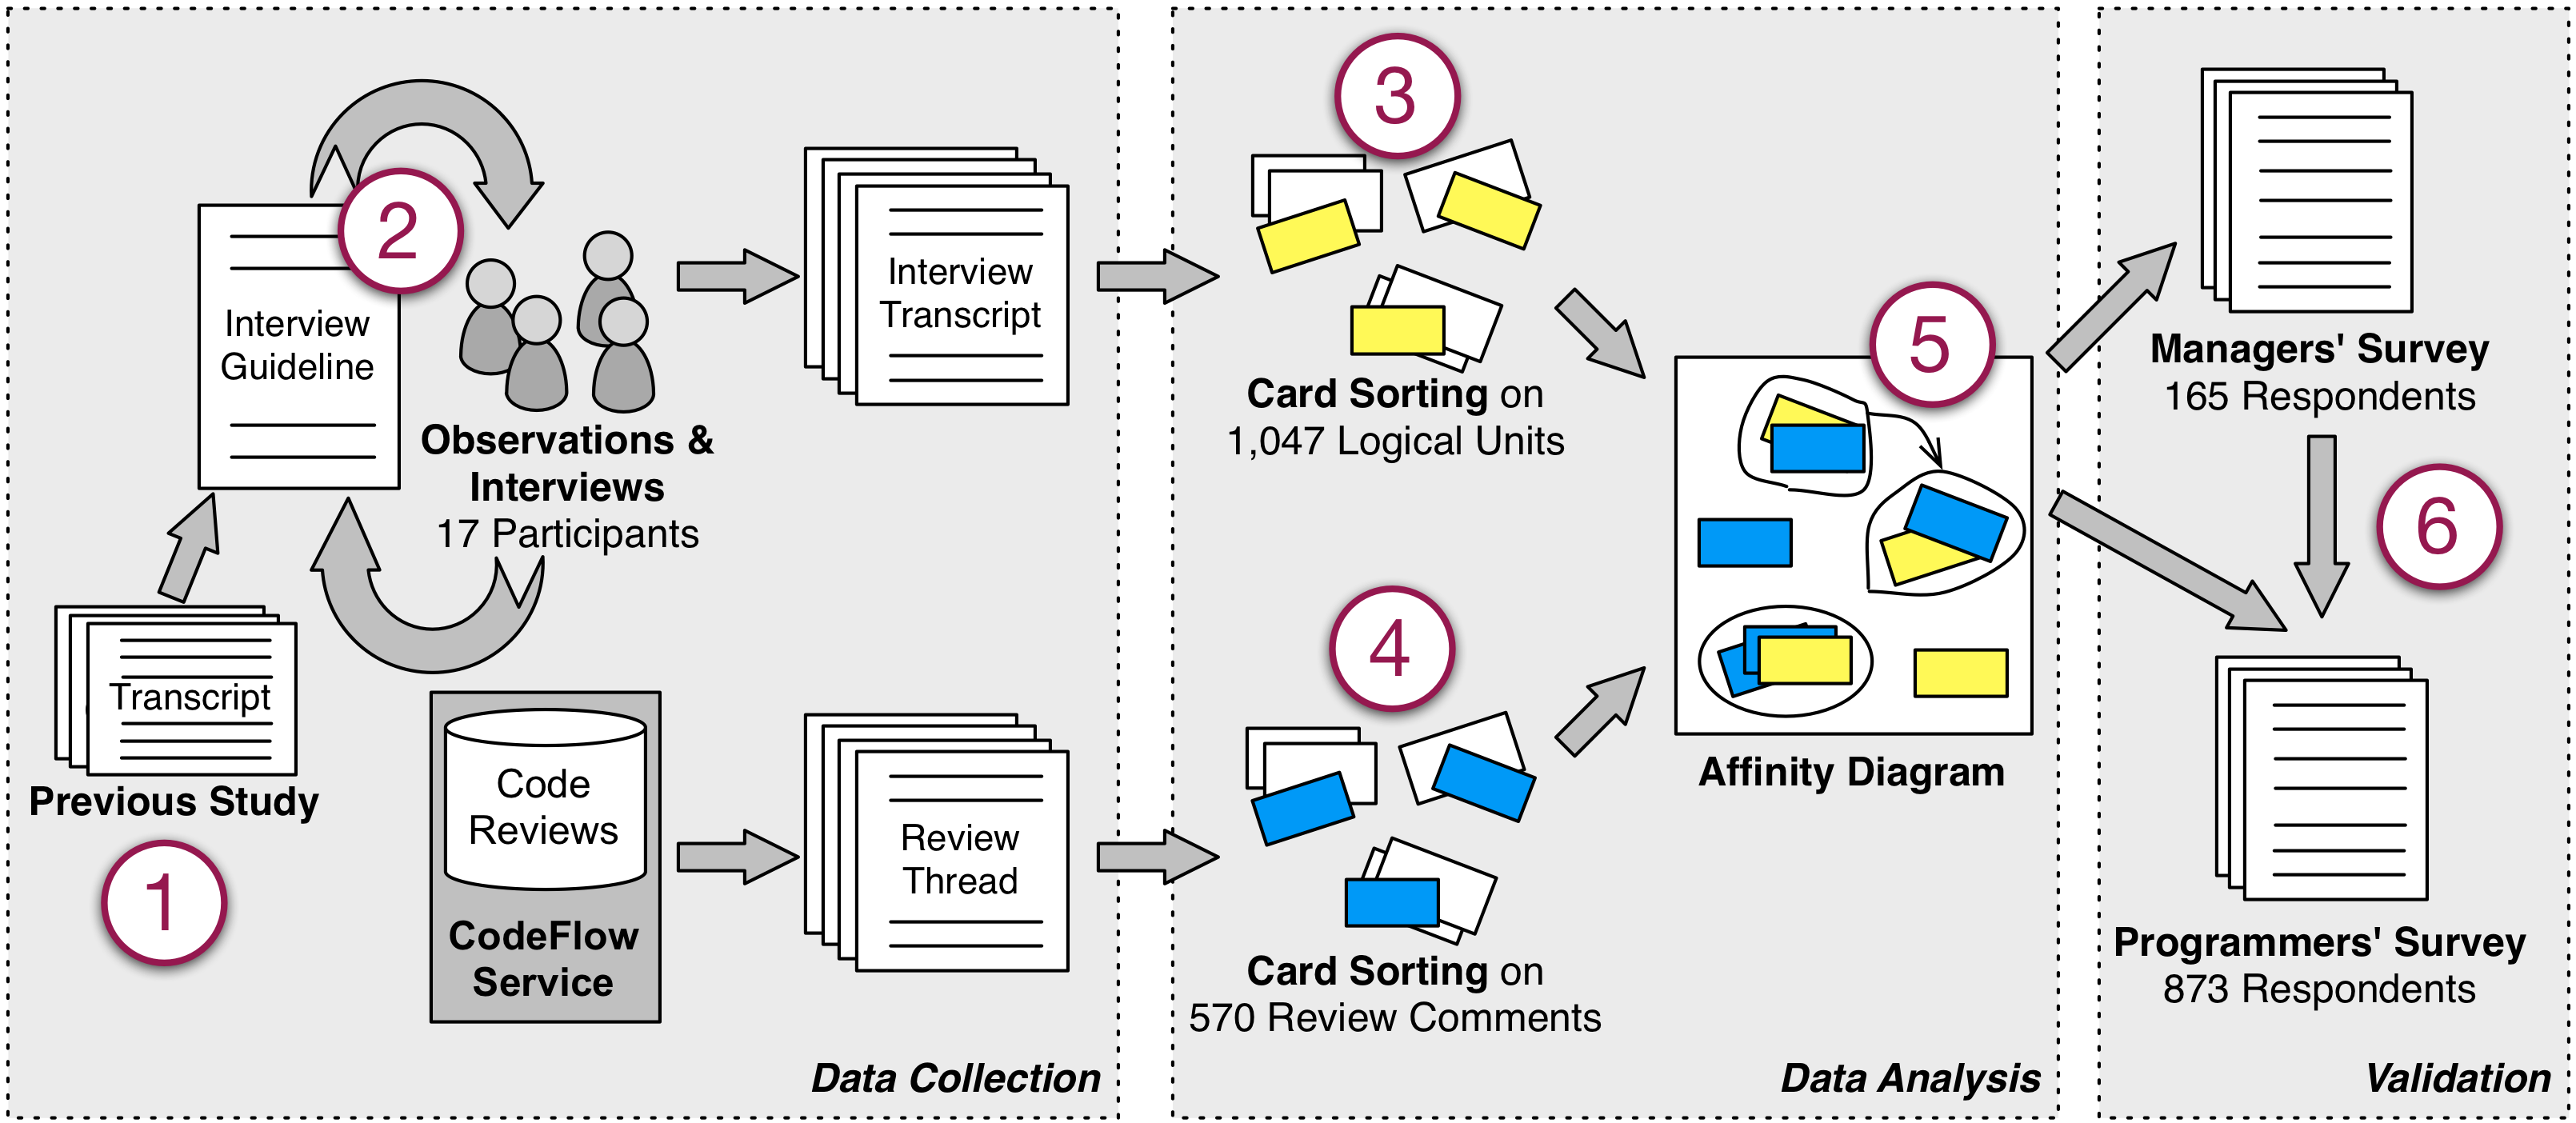 1
Transcript
Previous Study
2
Interview
Guideline
Observations &
Interviews
17 Participants
Interview
Transcript
Code
Reviews
CodeFlow
Service
Review
Thread
Data Collection
3
Card Sorting on
1,047 Logical Units
4
Card Sorting on
570 Review Comments
5
Affinity Diagram
Data Analysis
Managers' Survey
165 Respondents
6
Programmers' Survey
873 Respondents
Validation